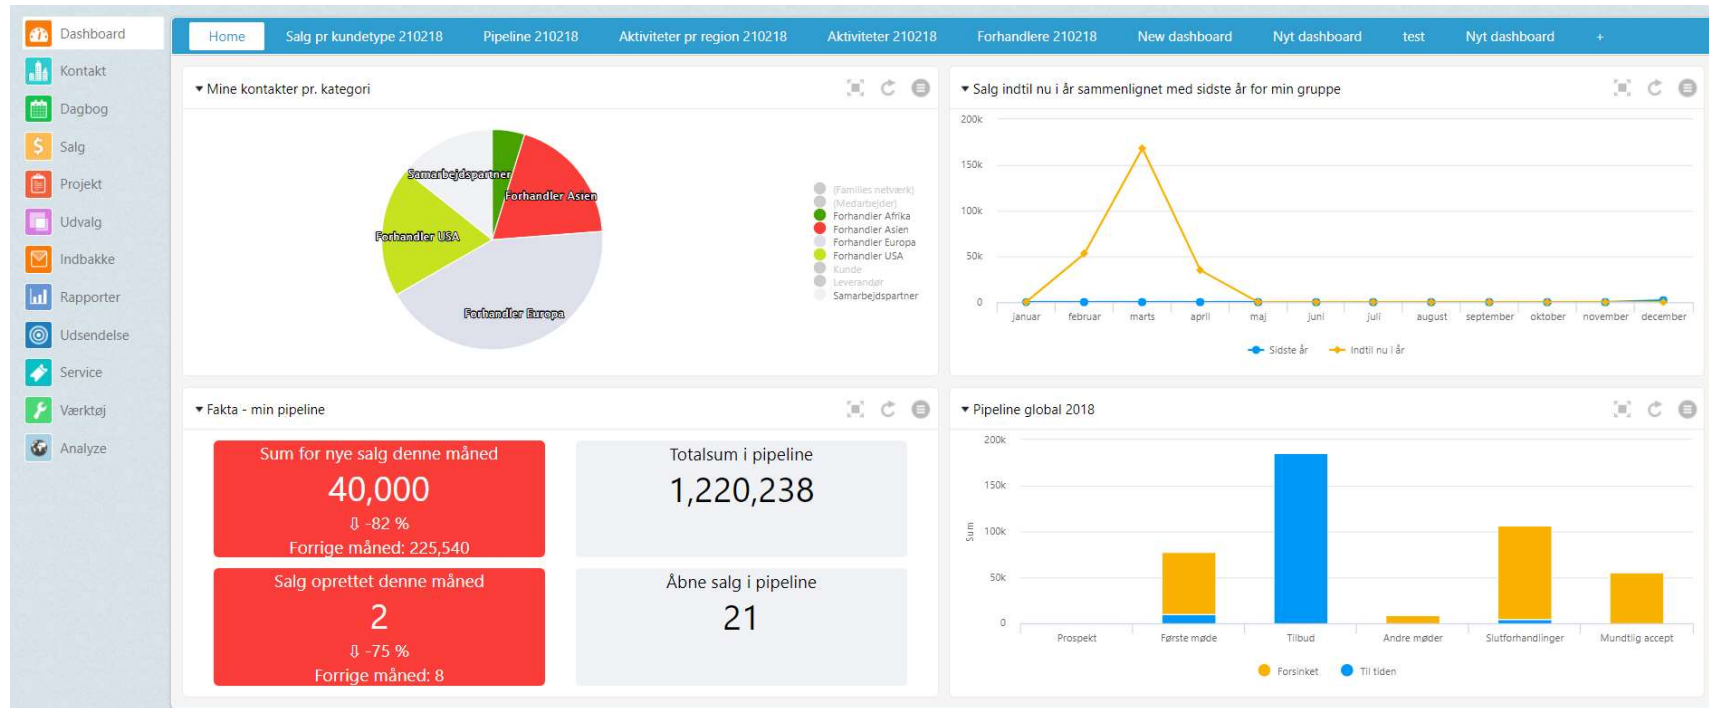 Dashboard
Kontakt
Dagbog
Salg
Projekt
Udvalg
Indbakke
Rapporter
Udsendelse
Service
Værktøj
Analyze
Home Salg pr kundetype 210218 Pipeline 210218 Aktiviteter pr region 210218 Aktiviteter 210218 Forhandlere 210218 New dashboard Nyt dashboard test Nyt dashboard +
Mine kontakter pr. kategori
Samarbejdspartner
Forhandler Asien
Forhandler USA
Forhandler Europa
(Families netværk)
(Medarbejder)
Forhandler Afrika
Forhandler Asien
Forhandler Europa
Forhandler USA
Kunde
Leverandør
Samarbejdspartner
Salg indtil nu i år sammenlignet med sidste år for min gruppe
200k
150k
100k
50k
0
januar februar marts april maj juni juli august september oktober november december
Sidste år Indtil nu i år
Fakta - min pipeline
Sum for nye salg denne måned
40,000
⇩ -82 %
Forrige måned: 225,540
Totalsum i pipeline
1,220,238
Salg oprettet denne måned
2
⇩ -75 %
Forrige måned: 8
Åbne salg i pipeline
21
Pipeline global 2018
200k
150k
100k
50k
0
Sum
Prospekt Første møde Tilbud Andre møder Slutforhandlinger Mundtlig accept
Forsinket Til tiden